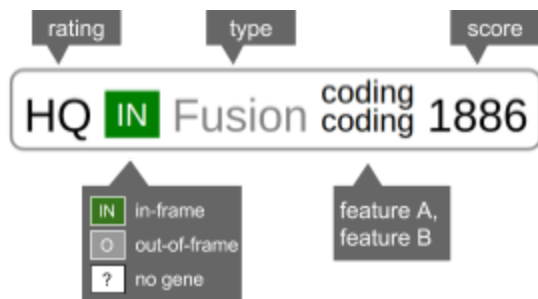 rating
type
score
HQ IN Fusion coding coding 1886
IN in-frame
O out-of-frame
? no gene
feature A,
feature B